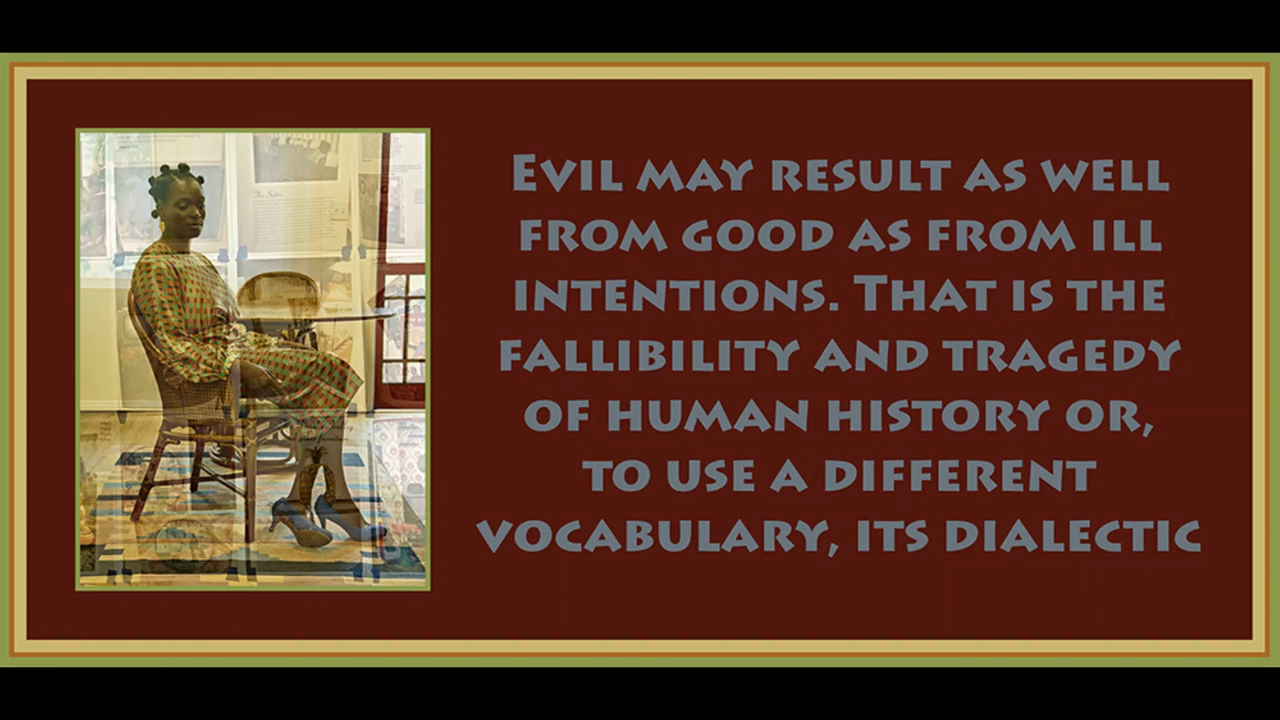 Evil may result as well
from good as from ill
intentions. That is the
fallibility and tragedy
of human history or,
to use a different
vocabulary, its dialectic